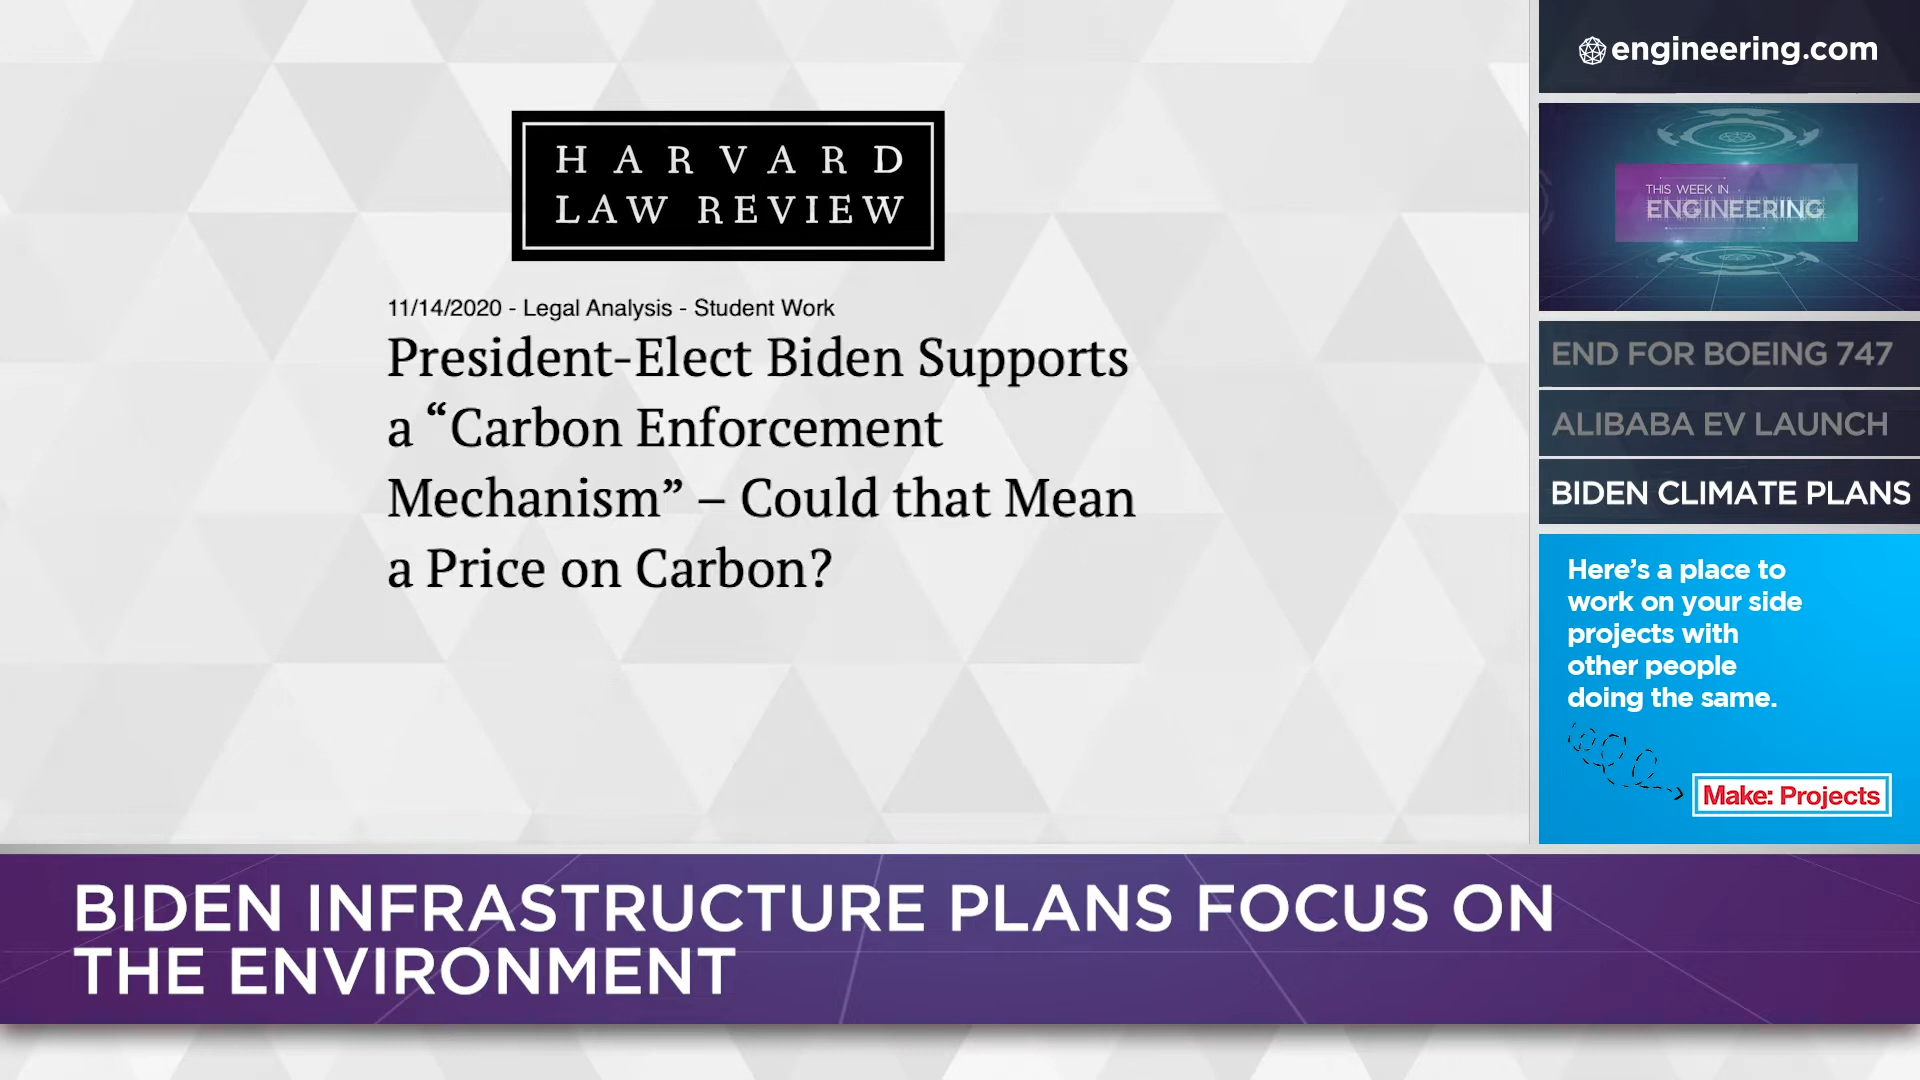 HARVARD
LAW REVIEW
11/14/2020 - Legal Analysis - Student Work
President-Elect Biden Supports
a “Carbon Enforcement
Mechanism” – Could that Mean
a Price on Carbon?
engineering.com
THIS WEEK IN
ENGINEERING
END FOR BOEING 747
ALIBABA EV LAUNCH
BIDEN CLIMATE PLANS
Here’s a place to
work on your side
projects with
other people
doing the same.
Make: Projects
BIDEN INFRASTRUCTURE PLANS FOCUS ON
THE ENVIRONMENT